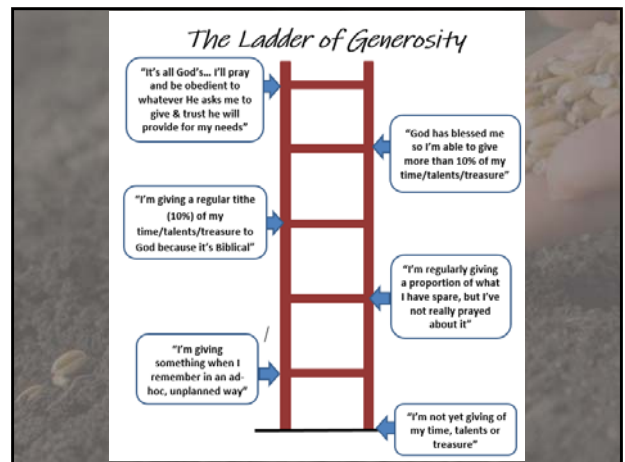 The Ladder of Generosity
“It’s all God’s... I’ll pray
and be obedient to
whatever He asks me to
give & trust he will
provide for my needs”
“God has blessed me
so I’m able to give
more than 10% of my
time/talents/treasure”
“I’m giving a regular tithe
(10%) of my
time/talents/treasure to
God because it’s Biblical”
“I’m regularly giving
a proportion of what
I have spare, but I’ve
not really prayed
about it”
“I’m giving
something when I
remember in an ad-
hoc, unplanned way”
“I’m not yet giving of
my time, talents or
treasure”